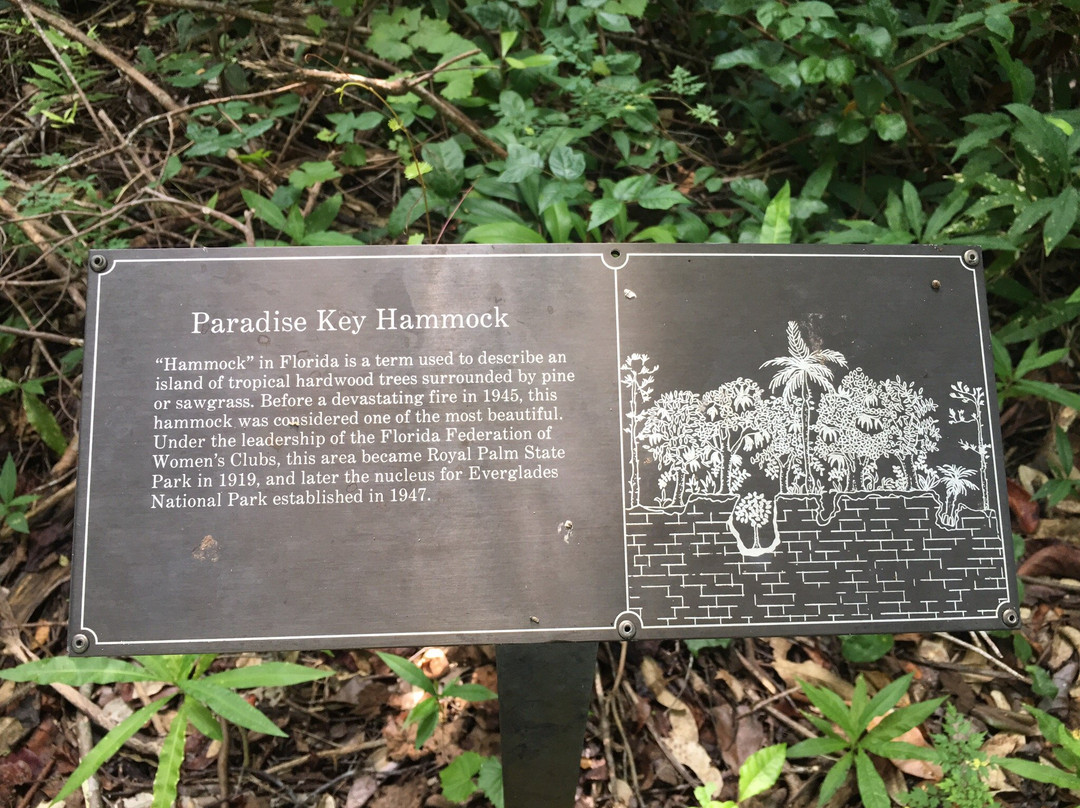 Paradise Key Hammock
“Hammock” in Florida is a term used to describe an
island of tropical hardwood trees surrounded by pine
or sawgrass. Before a devastating fire in 1945, this
hammock was considered one of the most beautiful.
Under the leadership of the Florida Federation of
Women’s Clubs, this area became Royal Palm State
Park in 1919, and later the nucleus for Everglades
National Park established in 1947.